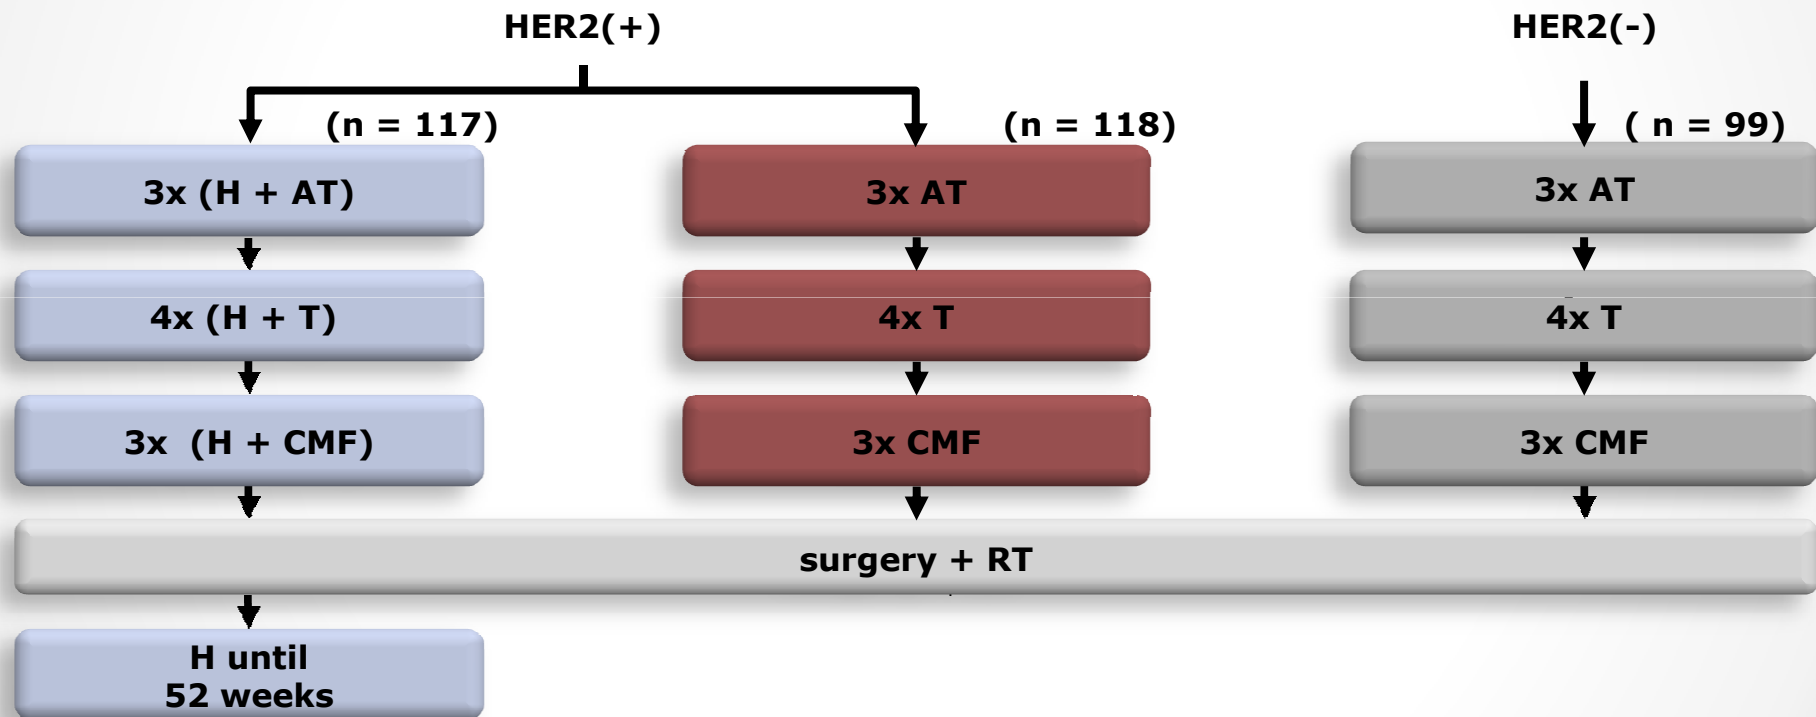 HER2(+)
HER2(-)
(n = 117)
(n = 118)
( n = 99)
3x (H + AT)
3x AT
3x AT
4x (H + T)
4x T
4x T
3x  (H + CMF)
3x CMF
3x CMF
surgery + RT
H until
52 weeks